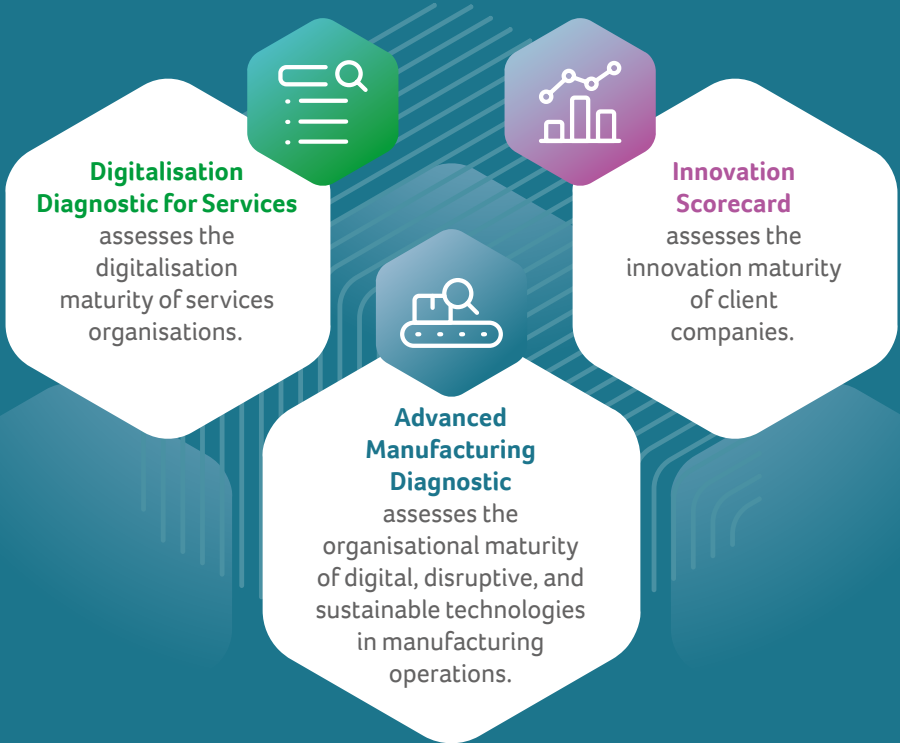 Digitalisation
Diagnostic for Services
assesses the
digitalisation
maturity of services
organisations.
Innovation
Scorecard
assesses the
innovation maturity
of client
companies.
Advanced
Manufacturing
Diagnostic
assesses the
organisational maturity
of digital, disruptive, and
sustainable technologies
in manufacturing
operations.